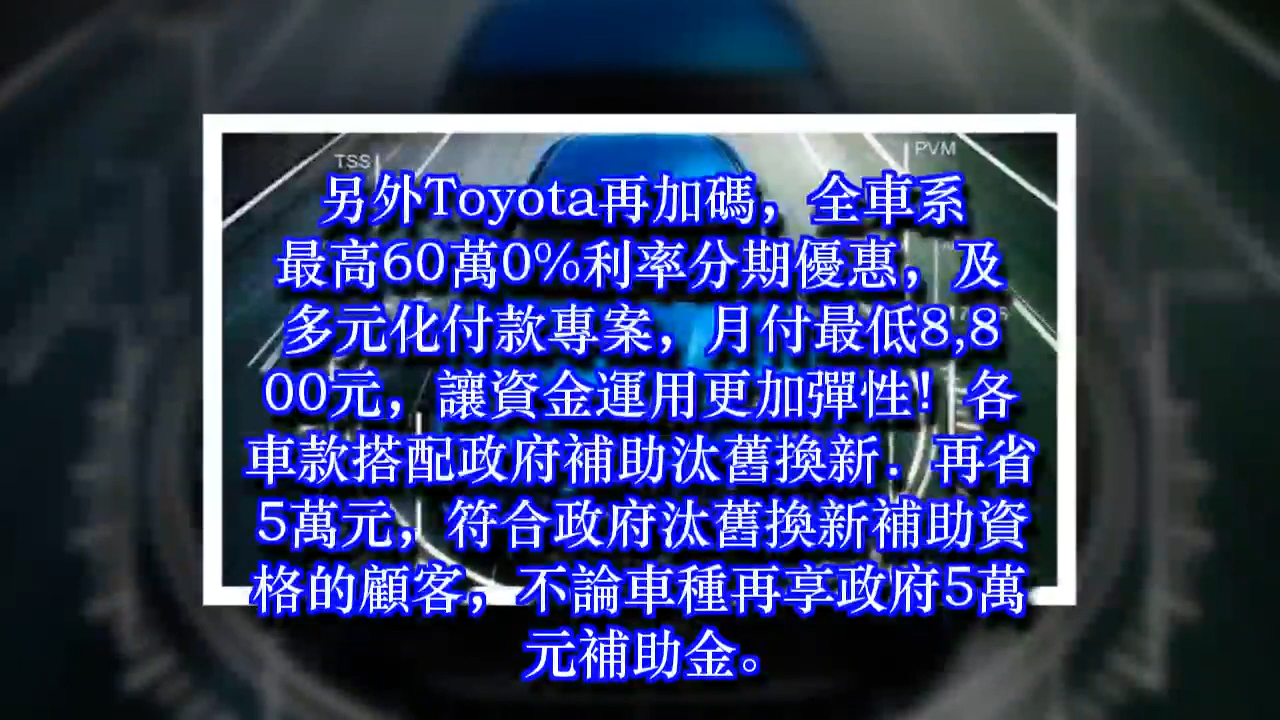 TSS
PVM
另外Toyota再加碼，全車系
最高60萬0%利率分期優惠，及
多元化付款專案，月付最低8,8
00元，讓資金運用更加彈性！各
車款搭配政府補助汰舊換新．再省
5萬元，符合政府汰舊換新補助資
格的顧客，不論車種再享政府5萬
元補助金。